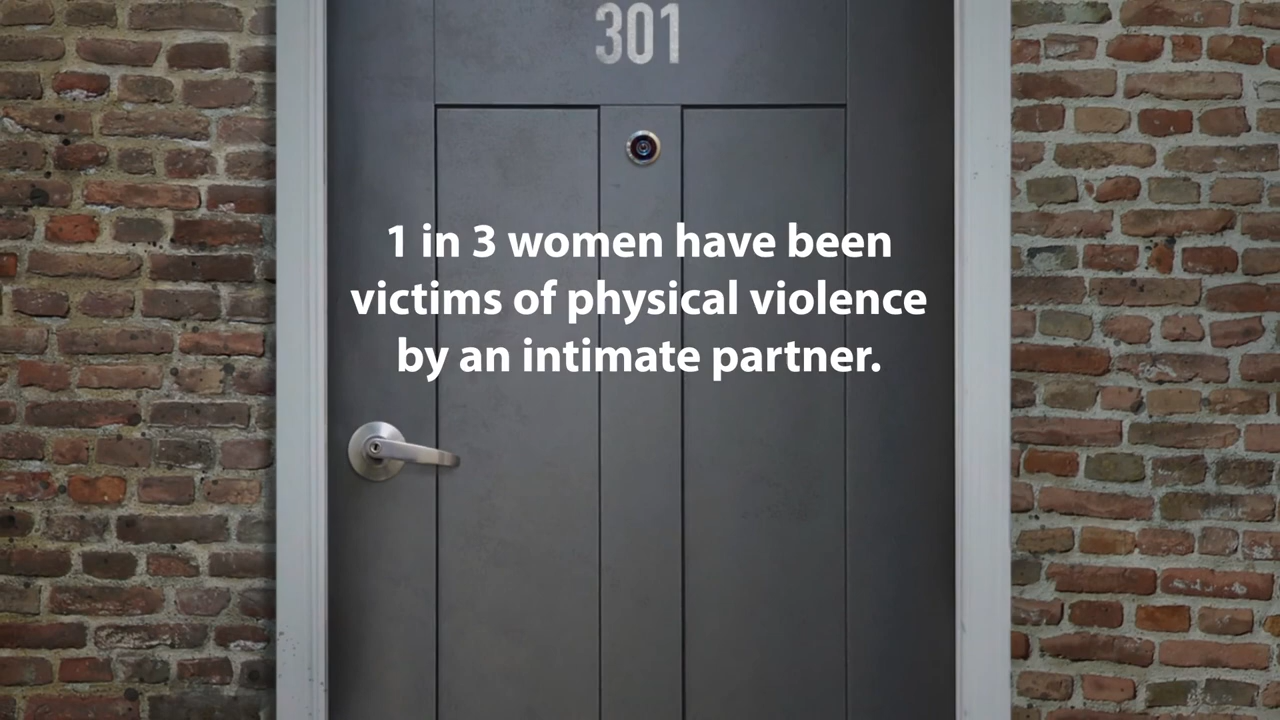 301
1 in 3 women have been
victims of physical violence
by an intimate partner.